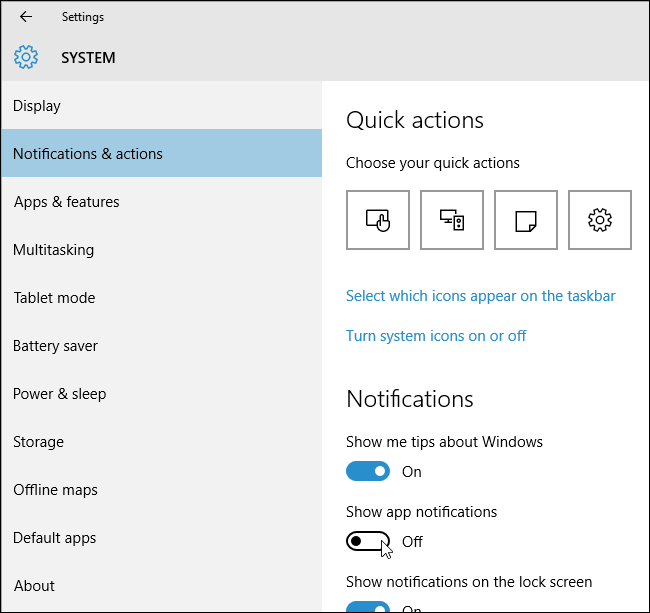 Settings
SYSTEM
Display
Notifications & actions
Apps & features
Multitasking
Tablet mode
Battery saver
Power & sleep
Storage
Offline maps
Default apps
About
Quick actions
Choose your quick actions
Select which icons appear on the taskbar
Turn system icons on or off
Notifications
Show me tips about Windows
On
Show app notifications
Off
Show notifications on the lock screen
On